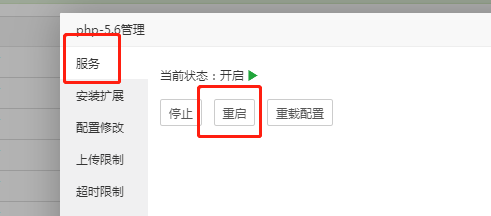 php-5.6管理
服务
当前状态：开启
安装扩展
停止
重启
重载配置
配置修改
上传限制
超时限制